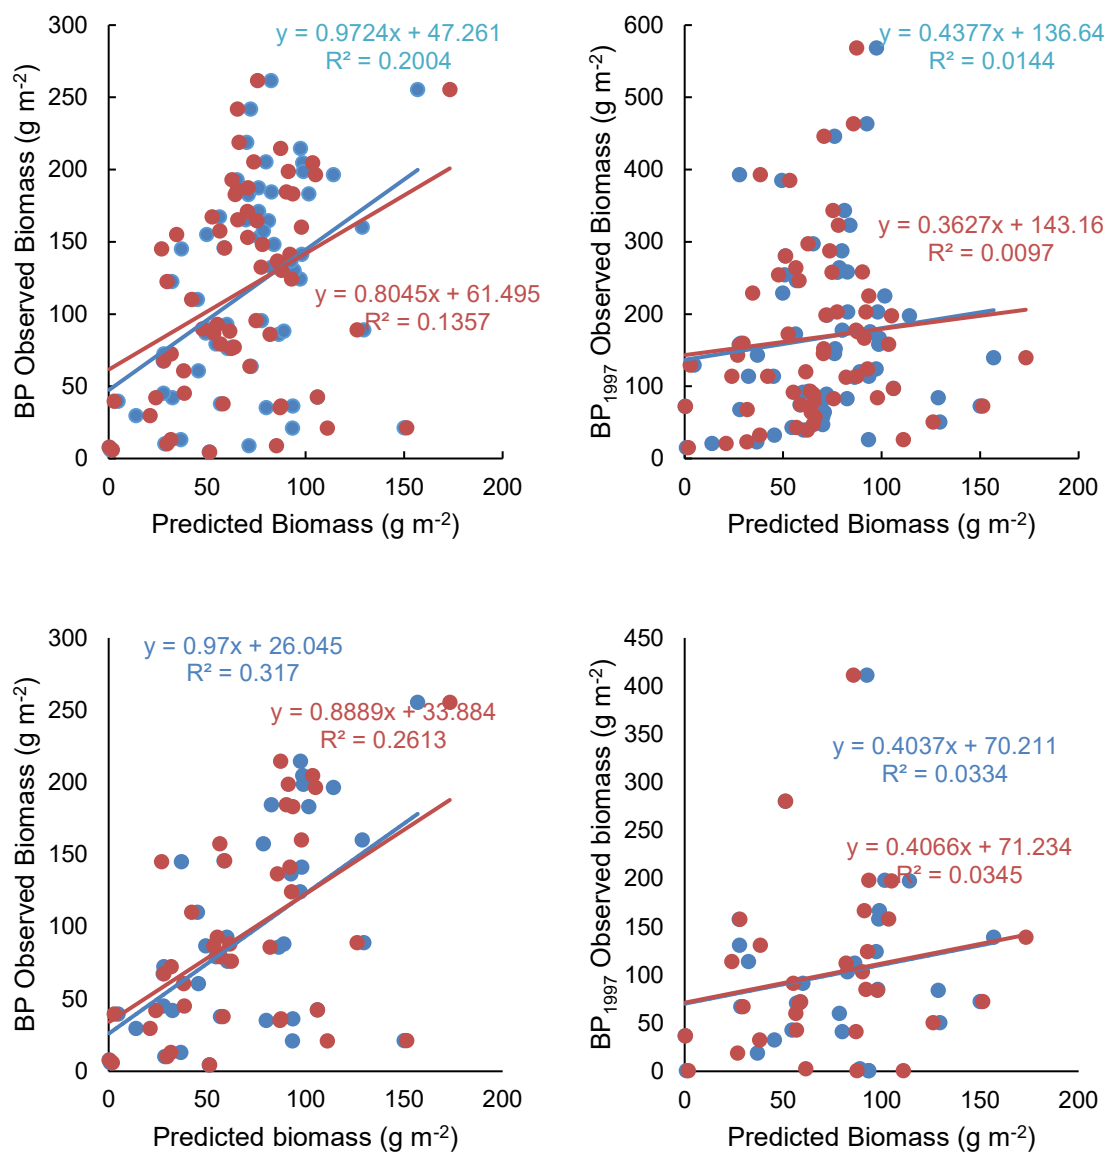 y = 0.9724x + 47.261
R² = 0.2004
y = 0.8045x + 61.495
R² = 0.1357
300
250
200
150
100
50
0
0 50 100 150 200
BP Observed Biomass (g m-2)
Predicted Biomass (g m-2)
y = 0.4377x + 136.64
R² = 0.0144
y = 0.3627x + 143.16
R² = 0.0097
600
500
400
300
200
100
0
0 50 100 150 200
BP1997 Observed Biomass (g m-2)
Predicted Biomass (g m-2)
y = 0.97x + 26.045
R² = 0.317
y = 0.8889x + 33.884
R² = 0.2613
300
250
200
150
100
50
0
0 50 100 150 200
BP Observed Biomass (g m-2)
Predicted biomass (g m-2)
y = 0.4037x + 70.211
R² = 0.0334
y = 0.4066x + 71.234
R² = 0.0345
450
400
350
300
250
200
150
100
50
0
0 50 100 150 200
BP1997 Observed biomass (g m-2)
Predicted Biomass (g m-2)